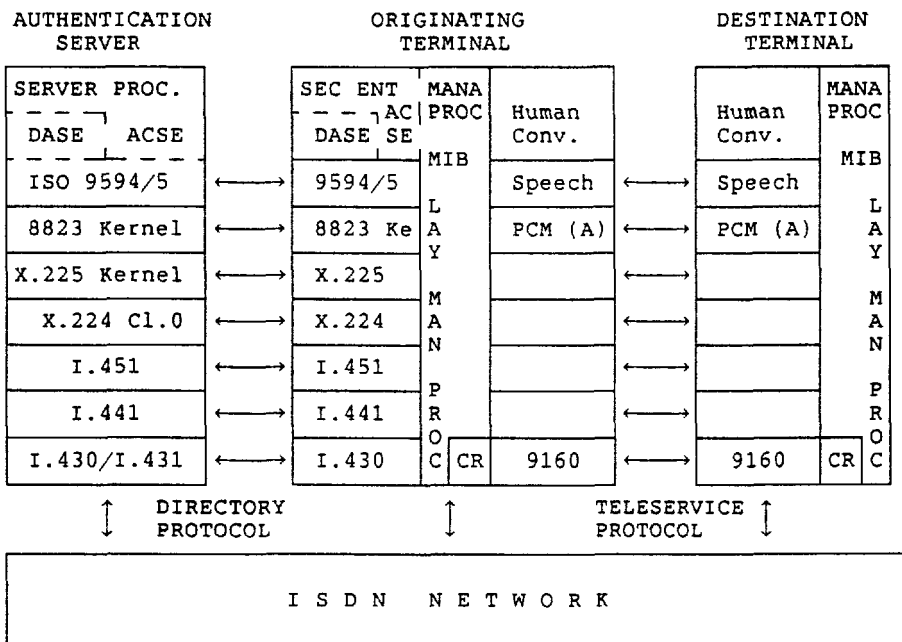 AUTHENTICATION SERVER
ORIGINATING TERMINAL
DESTINATION TERMINAL
SERVER PROC.
DASE ACSE
ISO 9594/5
8823 Kernel
X.225 Kernel
X.224 Cl.0
I.451
I.441
I.430/I.431
SEC ENT
AC
DASE SE
9594/5
8823 Ke
X.225
X.224
I.451
I.441
I.430
MANA
PROC
MIB
LAY MAN PROC
CR
Human
Conv.
Speech
PCM (A)
9160
Human
Conv.
Speech
PCM (A)
9160
MANA
PROC
MIB
LAY MAN PROC
CR
DIRECTORY
PROTOCOL
TELESERVICE
PROTOCOL
ISDN NETWORK